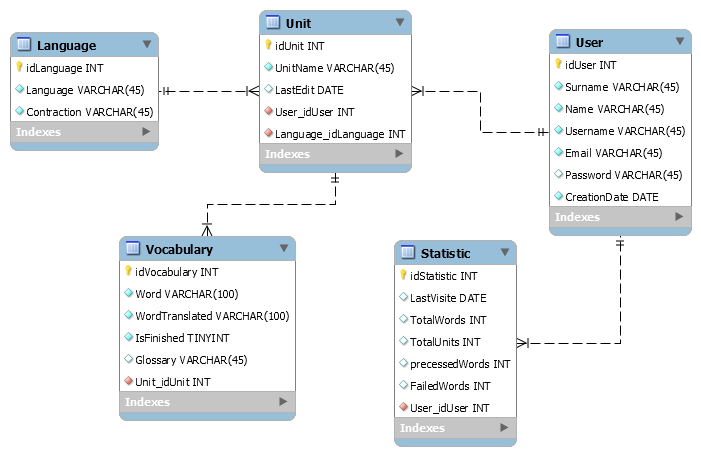 Language
idLanguage INT
Language VARCHAR(45)
Contraction VARCHAR(45)
Indexes
Unit
idUnit INT
UnitName VARCHAR(45)
LastEdit DATE
User_idUser INT
Language_idLanguage INT
Indexes
User
idUser INT
Surname VARCHAR(45)
Name VARCHAR(45)
Username VARCHAR(45)
Email VARCHAR(45)
Password VARCHAR(45)
CreationDate DATE
Indexes
Vocabulary
idVocabulary INT
Word VARCHAR(100)
WordTranslated VARCHAR(100)
IsFinished TINYINT
Glossary VARCHAR(45)
Unit_idUnit INT
Indexes
Statistic
idStatistic INT
LastVisite DATE
TotalWords INT
TotalUnits INT
precessedWords INT
FailedWords INT
User_idUser INT
Indexes